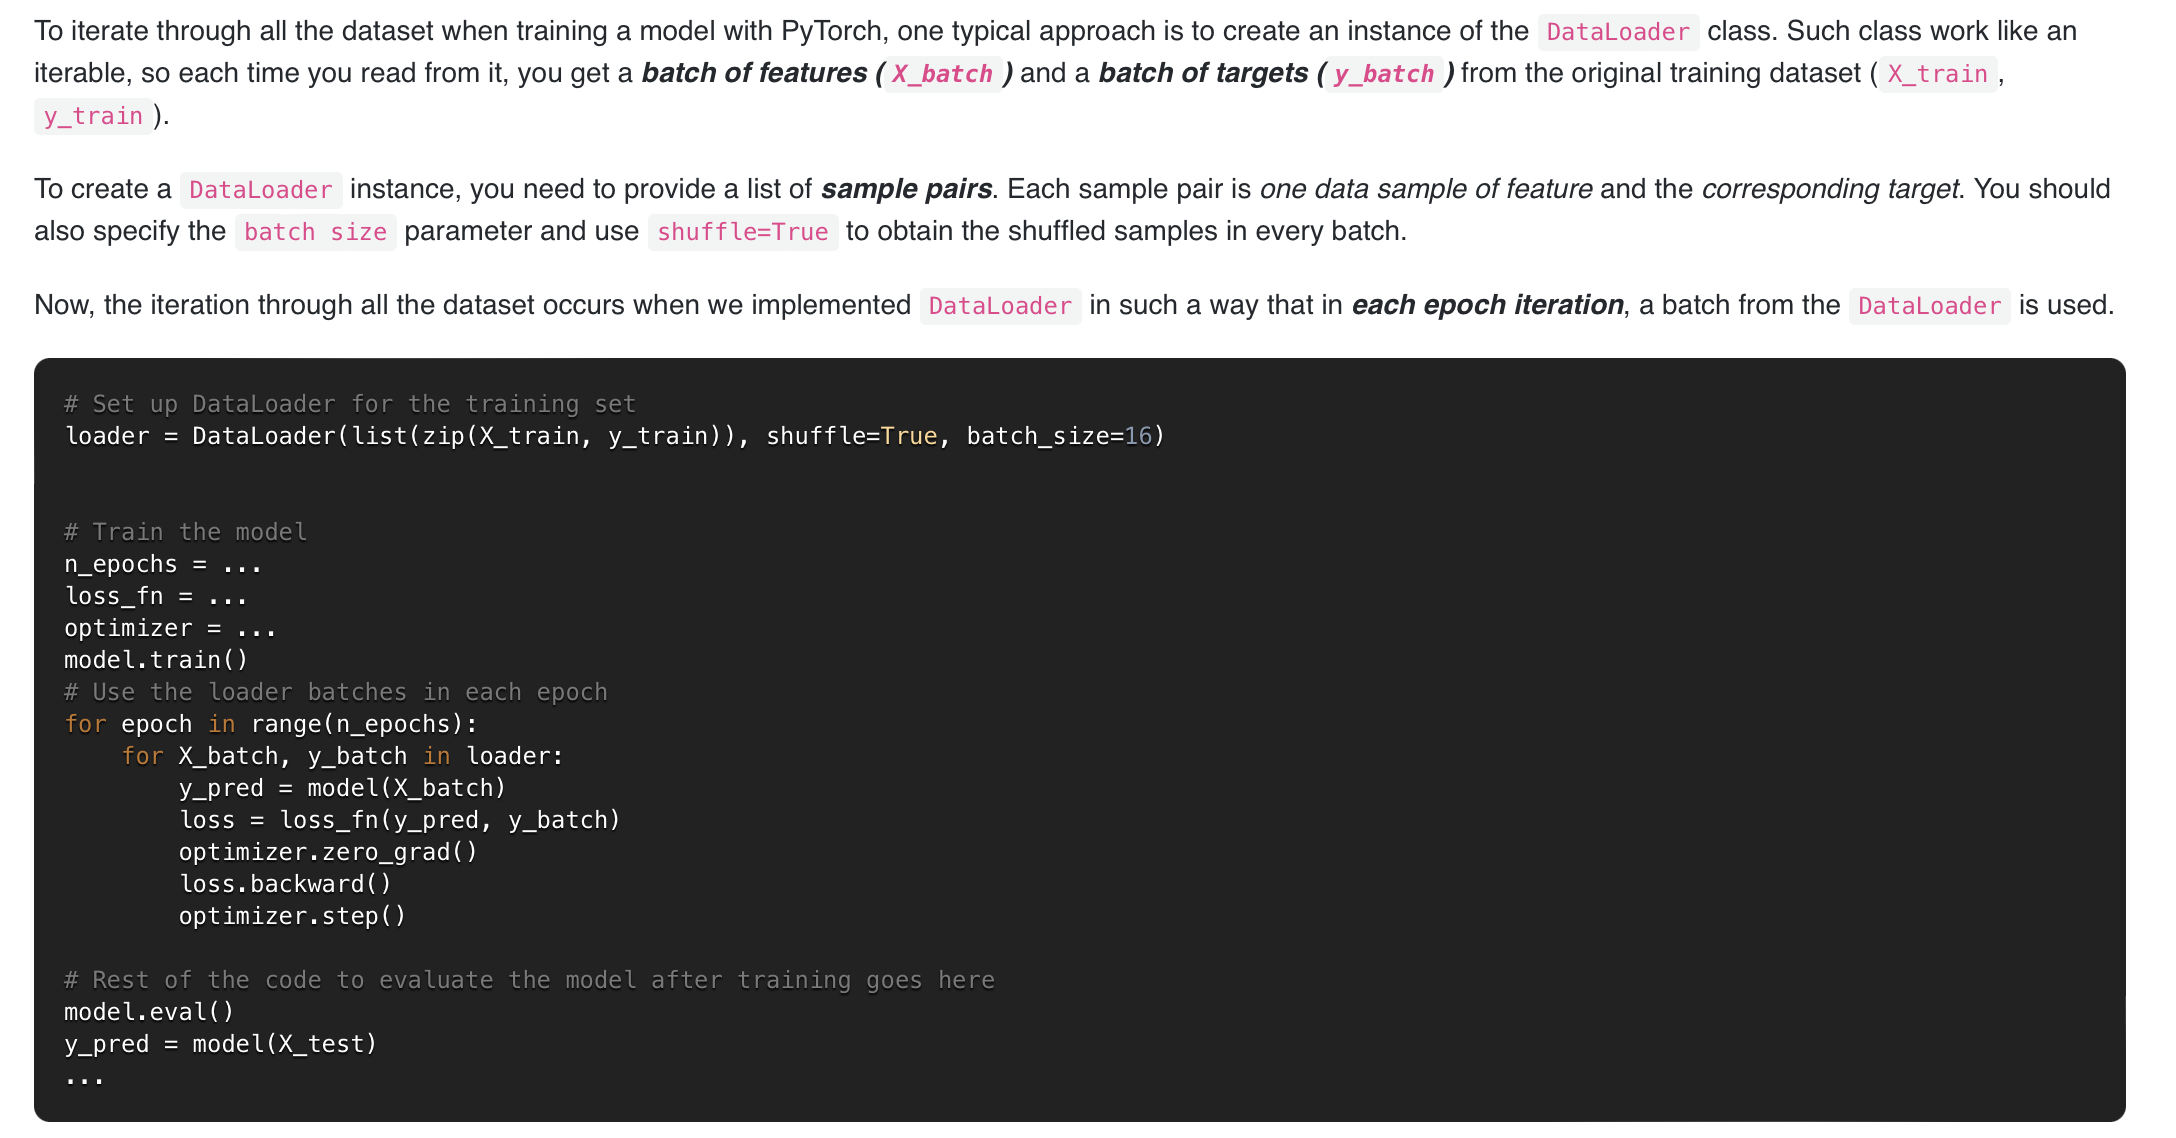 To iterate through all the dataset when training a model with PyTorch, one typical approach is to create an instance of the DataLoader class. Such class work like an
iterable, so each time you read from it, you get a batch of features ( X_batch ) and a batch of targets ( y_batch ) from the original training dataset ( X_train ,
y_train ).
To create a DataLoader instance, you need to provide a list of sample pairs. Each sample pair is one data sample of feature and the corresponding target. You should
also specify the batch size parameter and use shuffle=True to obtain the shuffled samples in every batch.
Now, the iteration through all the dataset occurs when we implemented DataLoader in such a way that in each epoch iteration, a batch from the DataLoader is used.
# Set up DataLoader for the training set
loader = DataLoader(list(zip(X_train, y_train)), shuffle=True, batch_size=16)
# Train the model
n_epochs = ...
loss_fn = ...
optimizer = ...
model.train()
# Use the loader batches in each epoch
for epoch in range(n_epochs):
    for X_batch, y_batch in loader:
        y_pred = model(X_batch)
        loss = loss_fn(y_pred, y_batch)
        optimizer.zero_grad()
        loss.backward()
        optimizer.step()
# Rest of the code to evaluate the model after training goes here
model.eval()
y_pred = model(X_test)
...